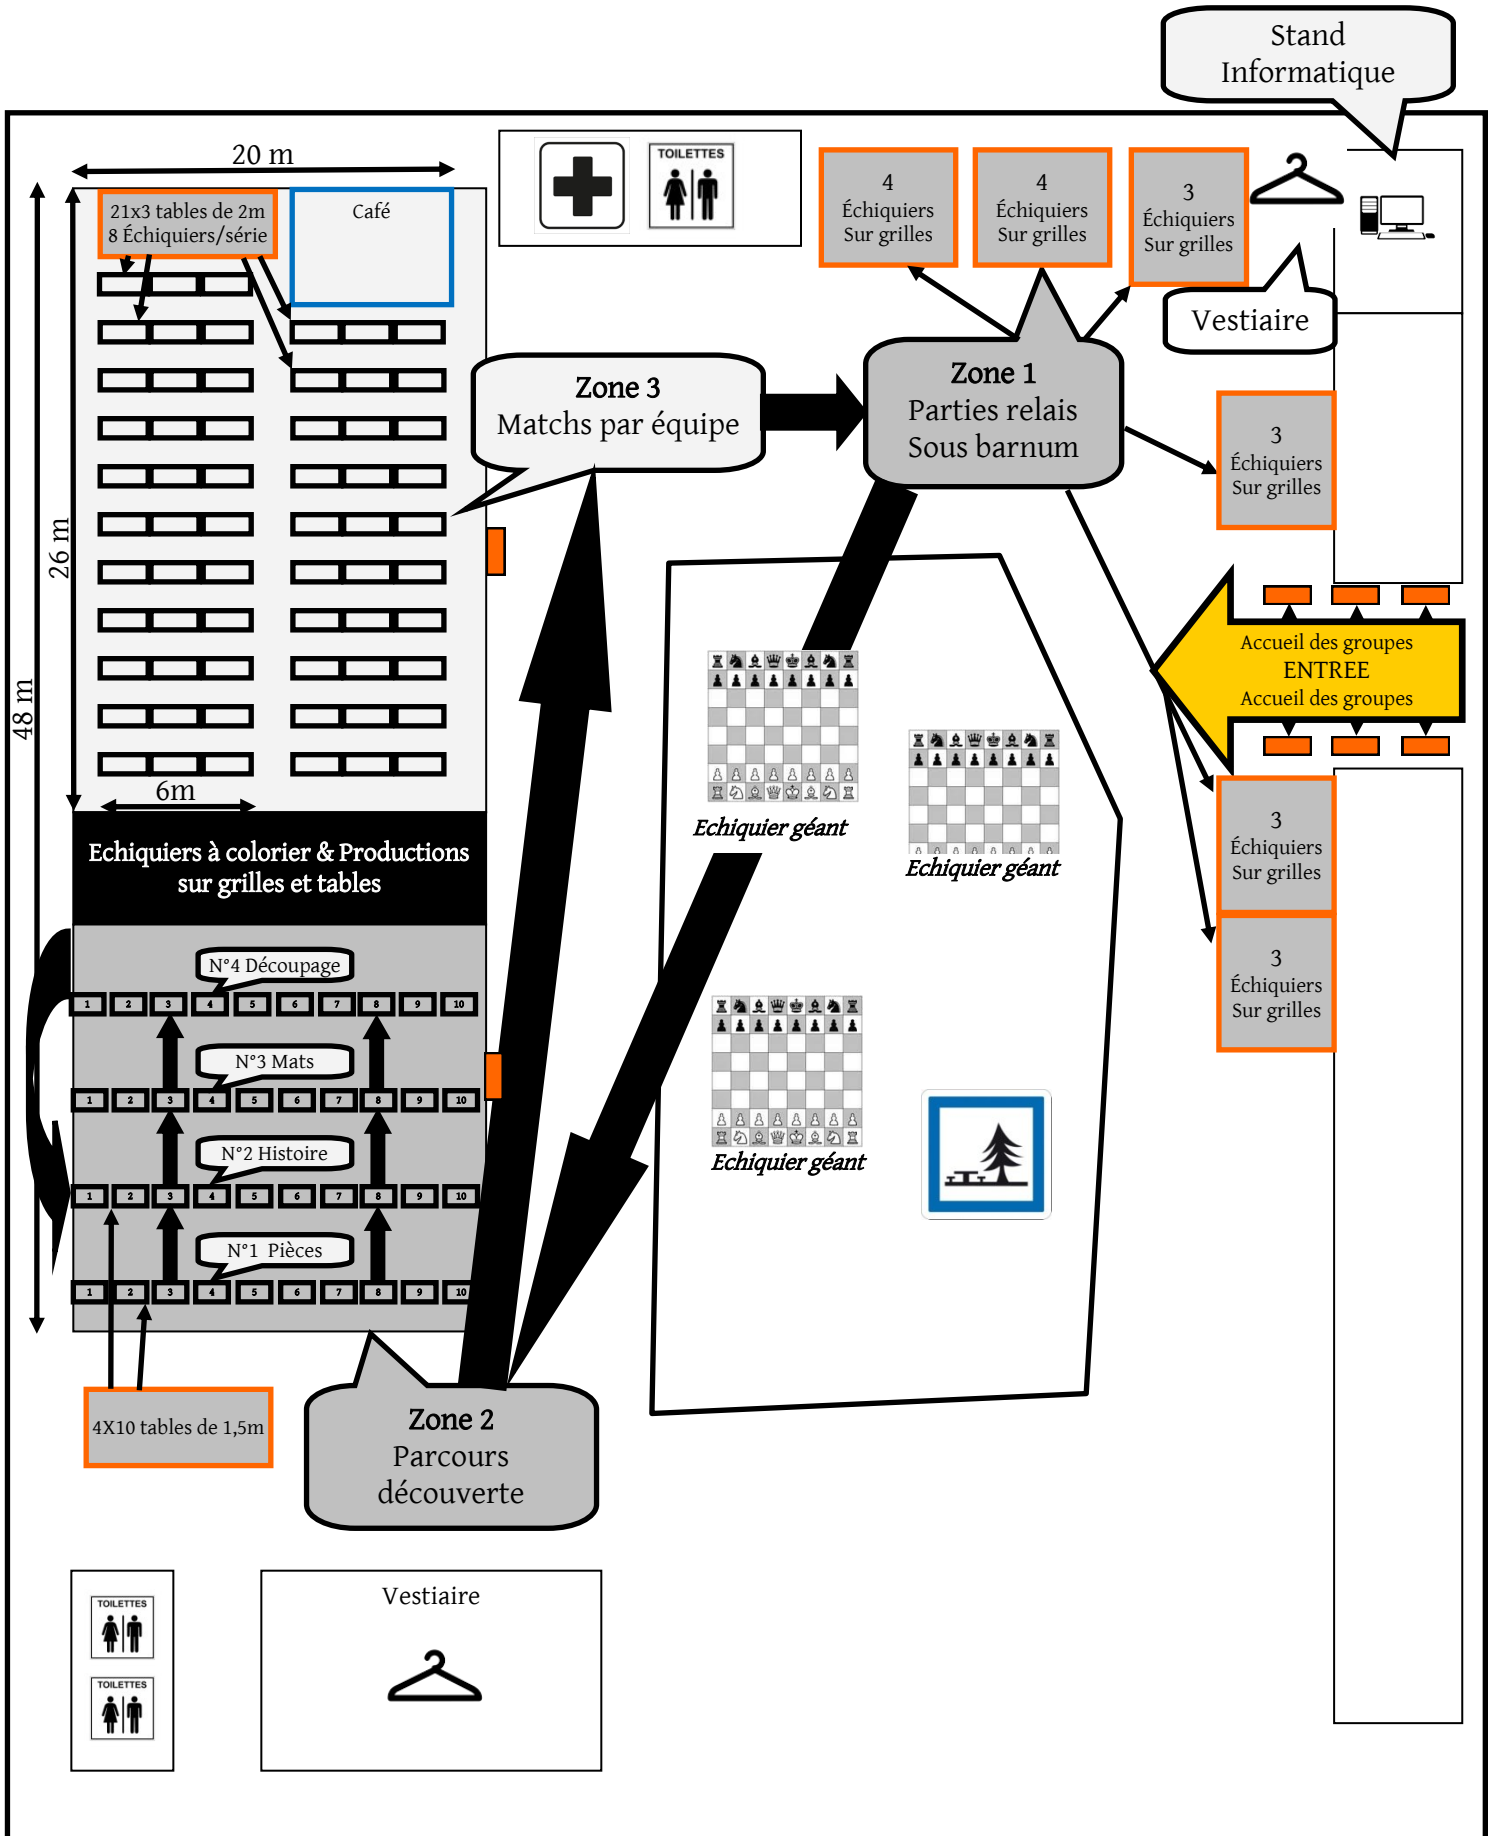 Stand
Informatique
20 m
TOILETTES
4
Échiquiers
Sur grilles
4
Échiquiers
Sur grilles
3
Échiquiers
Sur grilles
21x3 tables de 2m
8 Échiquiers/série
Café
Vestiaire
Zone 3
Matchs par équipe
Zone 1
Parties relais
Sous barnum
3
Échiquiers
Sur grilles
26 m
48 m
Accueil des groupes
ENTREE
Accueil des groupes
6m
Echiquier géant
Echiquier géant
Echiquiers à colorier & Productions
sur grilles et tables
3
Échiquiers
Sur grilles
3
Échiquiers
Sur grilles
N°4 Découpage
1 2 3 4 5 6 7 8 9 10
N°3 Mats
1 2 3 4 5 6 7 8 9 10
N°2 Histoire
1 2 3 4 5 6 7 8 9 10
N°1 Pièces
1 2 3 4 5 6 7 8 9 10
Echiquier géant
4X10 tables de 1,5m
Zone 2
Parcours
découverte
TOILETTES
TOILETTES
Vestiaire